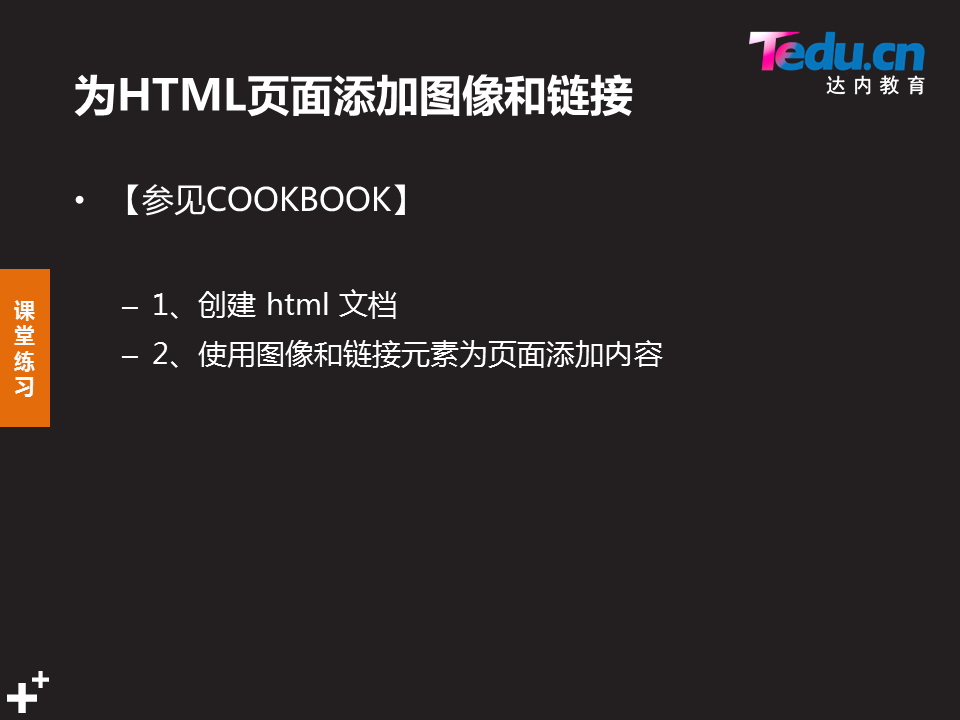 Tedu.cn
达内教育
为HTML页面添加图像和链接
• 【参见COOKBOOK】
– 1、创建 html 文档
– 2、使用图像和链接元素为页面添加内容
课
堂
练
习